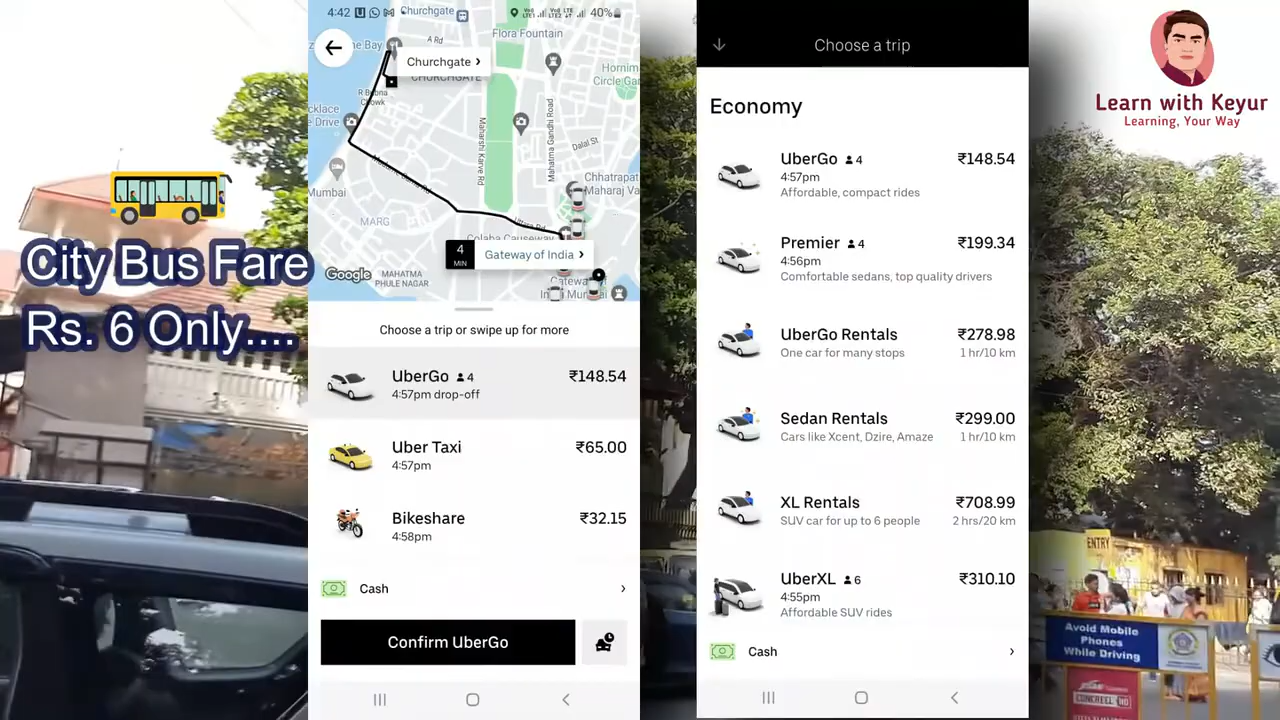 City Bus Fare
Rs. 6 Only....
4:42
Churchgate
40%
Flora Fountain
A Rd
Churchgate
CHURCHGATE
Dalal St
Mahatma Gandhi Road
Maharshi Karve Rd
Mumbai
MARG
Colaba Causeway
4
MIN
Gateway of India
Google
MAHATMA
PHULE NAGAR
Choose a trip or swipe up for more
UberGo 4
₹148.54
4:57pm drop-off
Uber Taxi
₹65.00
4:57pm
Bikeshare
₹32.15
4:58pm
Cash
Confirm UberGo
Choose a trip
Economy
UberGo 4
₹148.54
4:57pm
Affordable, compact rides
Premier 4
₹199.34
4:56pm
Comfortable sedans, top quality drivers
UberGo Rentals
₹278.98
One car for many stops
1 hr/10 km
Sedan Rentals
₹299.00
Cars like Xcent, Dzire, Amaze
1 hr/10 km
XL Rentals
₹708.99
SUV car for up to 6 people
2 hrs/20 km
UberXL 6
₹310.10
4:55pm
Affordable SUV rides
Cash
Learn with Keyur
Learning, Your Way
ENTRY
Avoid Mobile
Phones
While Driving
CONCREEL HD